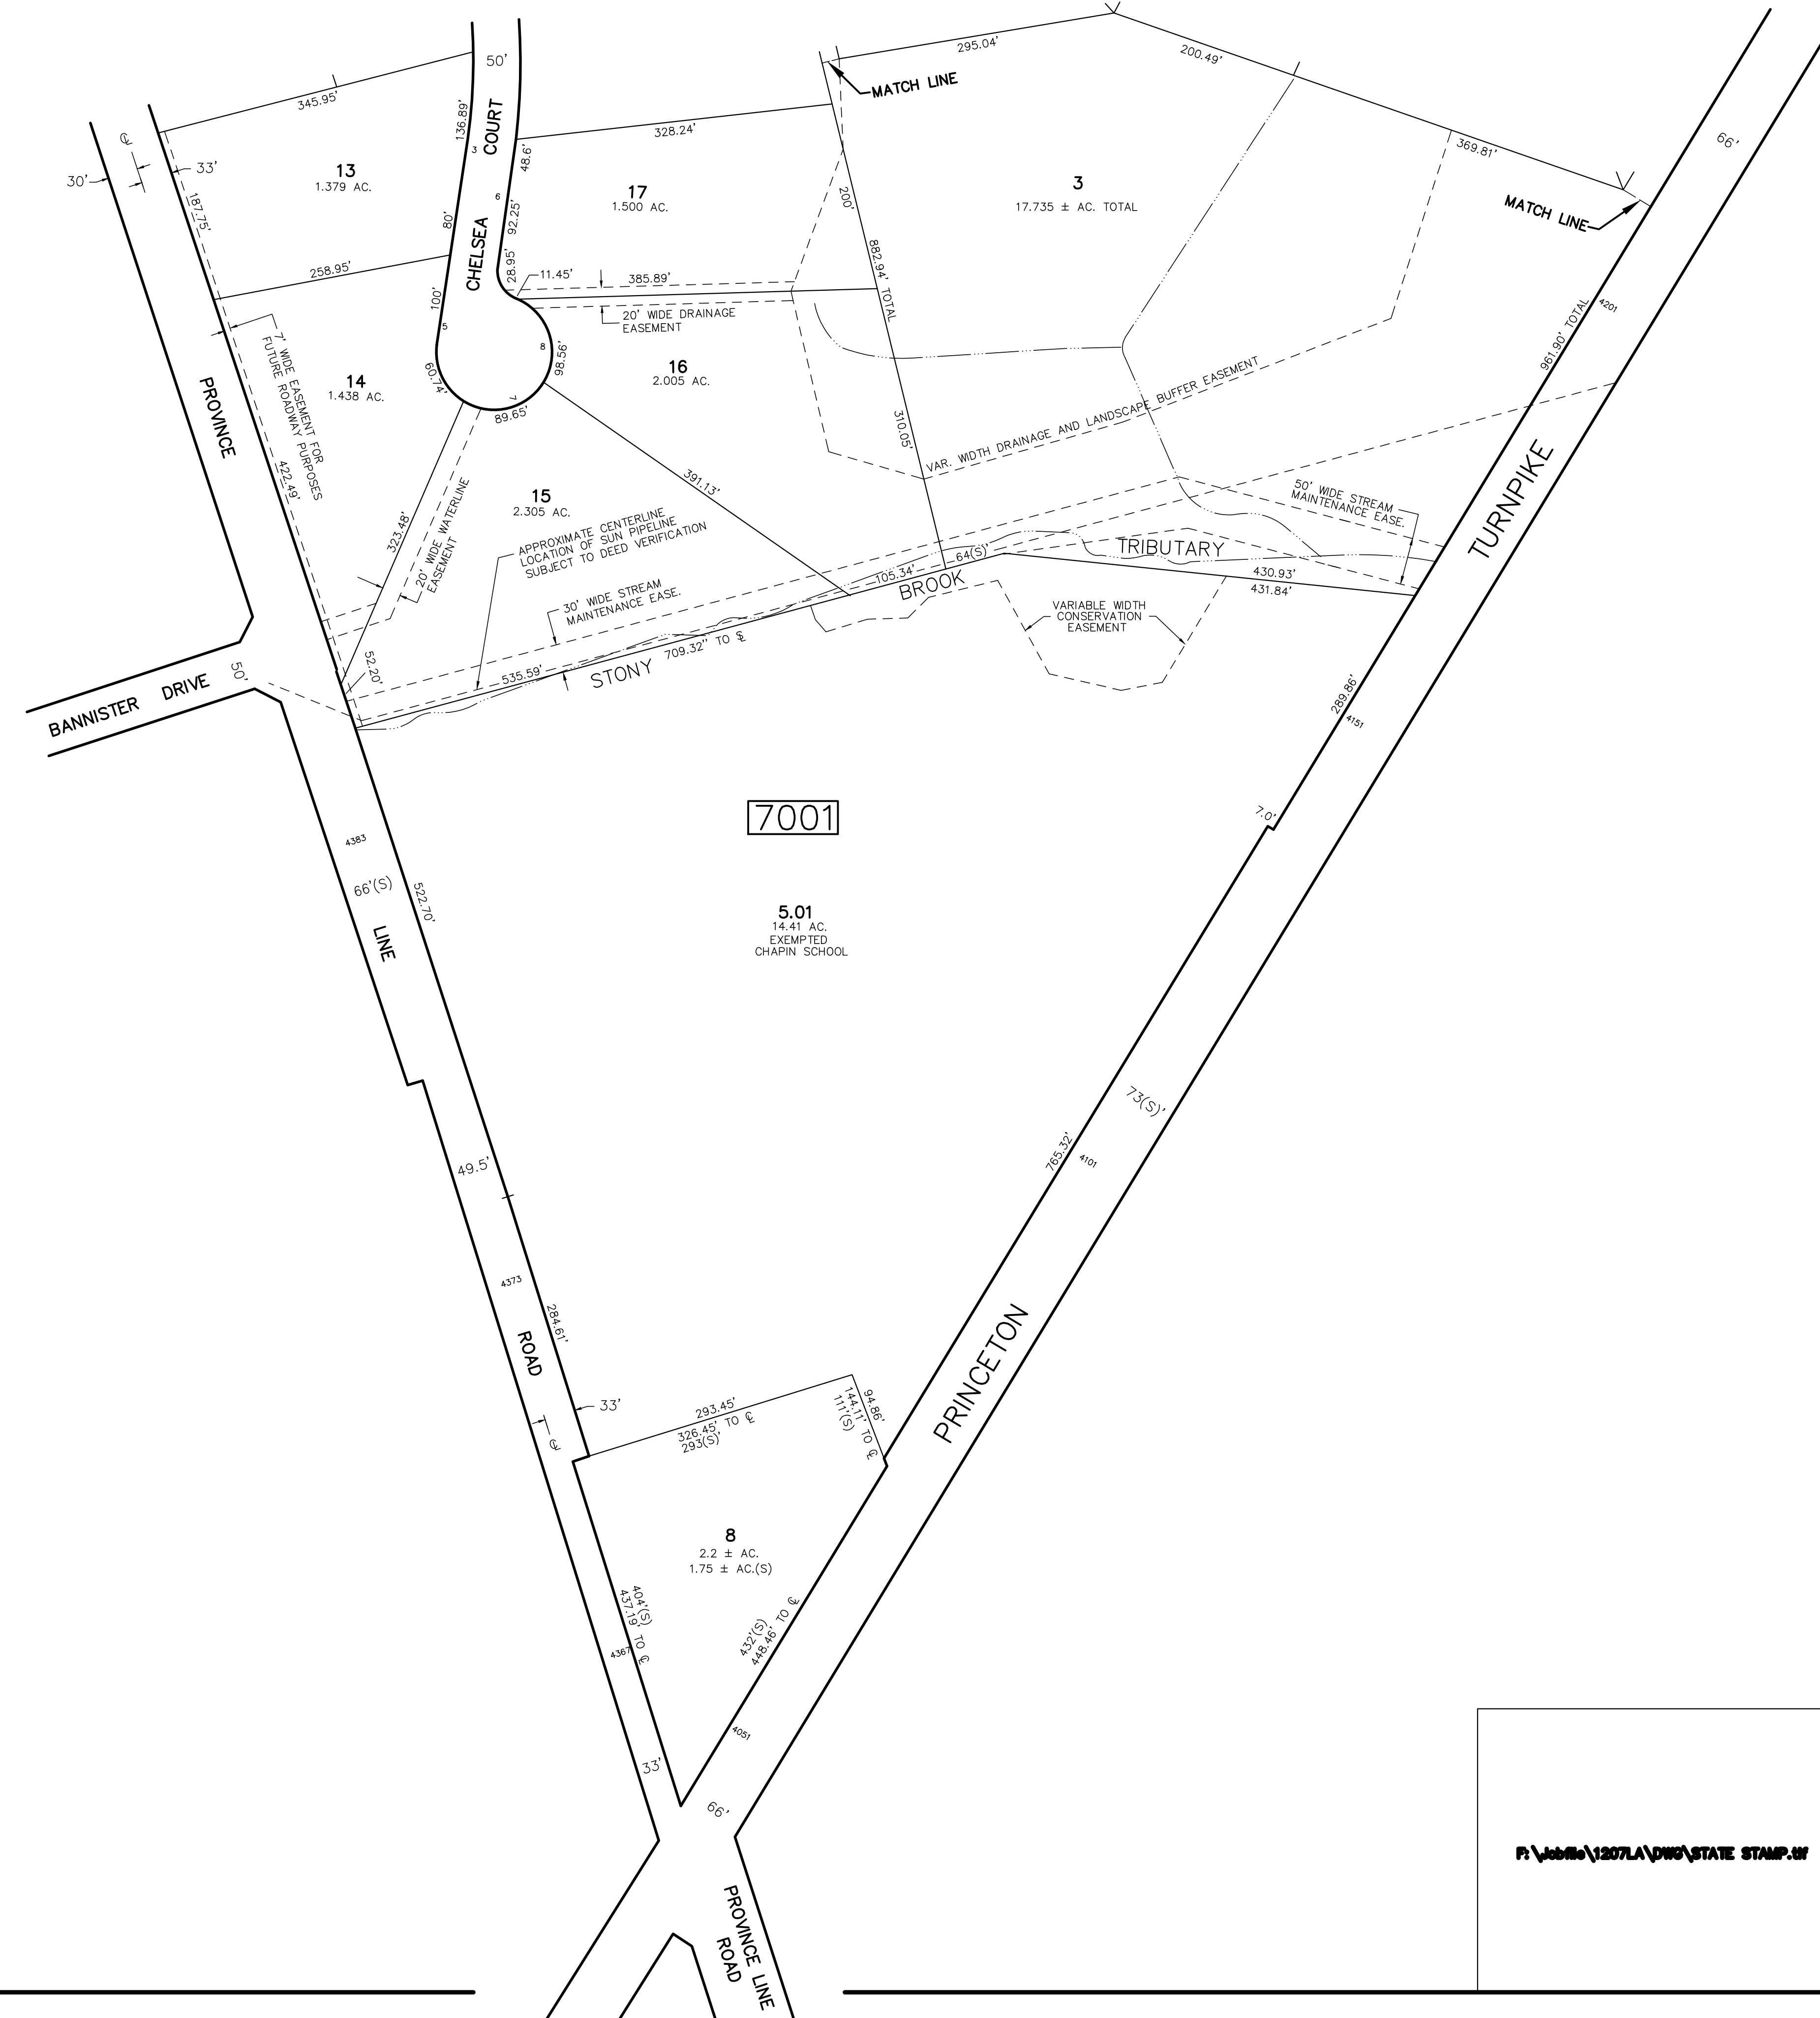 295.04'
200.49'
369.81'
MATCH LINE
MATCH LINE
50'
66'
345.95'
136.89'
3
COURT
328.24'
48.6'
℄
30'
33'
187.75'
13
1.379 AC.
17
1.500 AC.
3
17.735 ± AC. TOTAL
200'
80'
6
92.25'
CHELSEA
28.95'
258.95'
11.45'
385.89'
882.94' TOTAL
20' WIDE DRAINAGE
EASEMENT
961.90' TOTAL
4201
100'
5
8
98.56'
7' WIDE EASEMENT FOR
FUTURE ROADWAY PURPOSES
PROVINCE
14
1.438 AC.
60.74'
7
89.65'
16
2.005 AC.
310.05'
VAR. WIDTH DRAINAGE AND LANDSCAPE BUFFER EASEMENT
422.49'
391.13'
15
2.305 AC.
323.48'
20' WIDE WATERLINE
EASEMENT
APPROXIMATE CENTERLINE
LOCATION OF SUN PIPELINE
SUBJECT TO DEED VERIFICATION
50' WIDE STREAM
MAINTENANCE EASE.
TURNPIKE
64(S)'
TRIBUTARY
105.34'
BROOK
430.93'
431.84'
30' WIDE STREAM
MAINTENANCE EASE.
VARIABLE WIDTH
CONSERVATION
EASEMENT
52.20'
535.59'
STONY
709.32" TO ℄
50'
BANNISTER DRIVE
289.86'
4151
7.0'
7001
4383
66'(S)
522.70'
LINE
5.01
14.41 AC.
EXEMPTED
CHAPIN SCHOOL
73(S)'
765.32'
4101
49.5'
4373
284.61'
ROAD
PRINCETON
33'
℄
293.45'
326.45' TO ℄
293(S)'
94.86'
144.11' TO ℄
111'(S)
8
2.2 ± AC.
1.75 ± AC.(S)
404'(S)
437.19' TO ℄
4367
432'(S)
448.46' TO ℄
4051
33'
66'
PROVINCE LINE
ROAD
F:\Jobfile\1207LA\DWG\STATE STAMP.tif